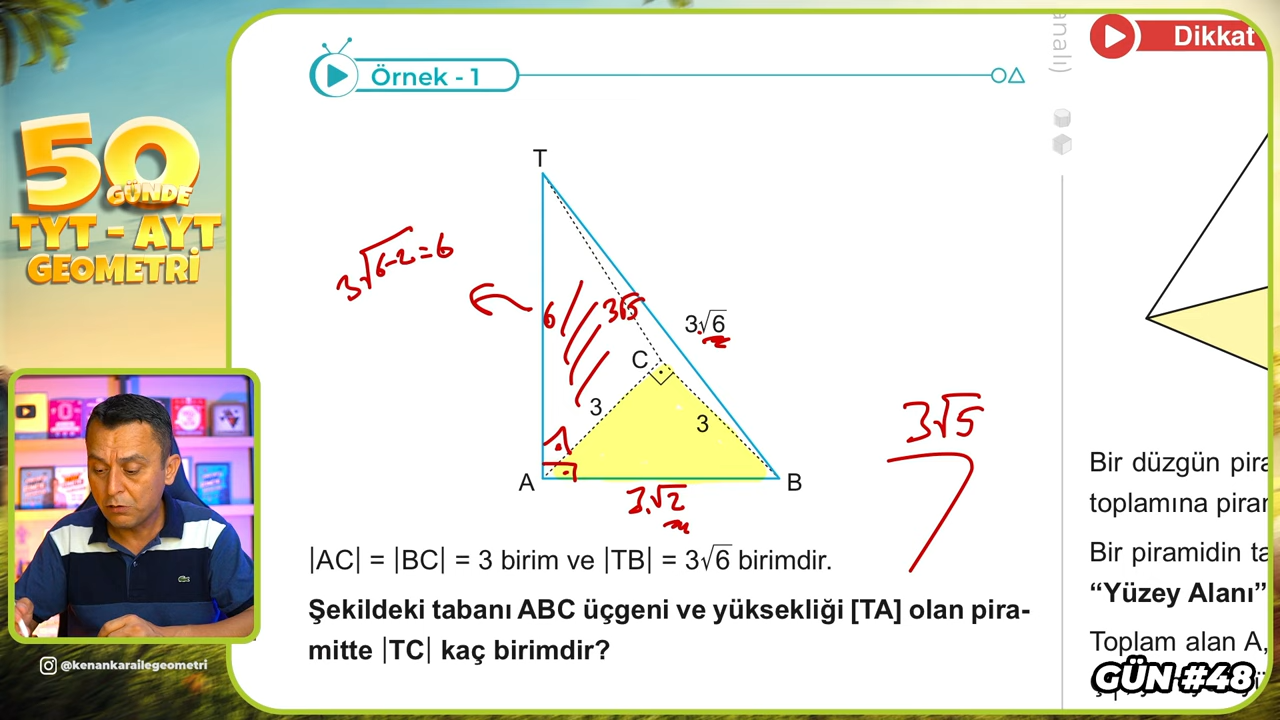 50
GÜNDE
TYT - AYT
GEOMETRİ
@kenankarailegeometri
Örnek - 1
T
3√6-2=6
6
3√5
3√6
C
3
3
A
B
3.√2
3√5
|AC| = |BC| = 3 birim ve |TB| = 3√6 birimdir.
Şekildeki tabanı ABC üçgeni ve yüksekliği [TA] olan pira-
mitte |TC| kaç birimdir?
analı)
Dikkat
Bir düzgün pira
toplamına pirar
Bir piramidin ta
“Yüzey Alanı”
Toplam alan A,
GÜN #48